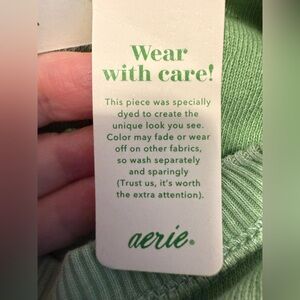 Wear
with care!
This piece was specially
dyed to create the
unique look you see.
Color may fade or wear
off on other fabrics,
so wash separately
and sparingly
(Trust us, it's worth
the extra attention).
aerie®